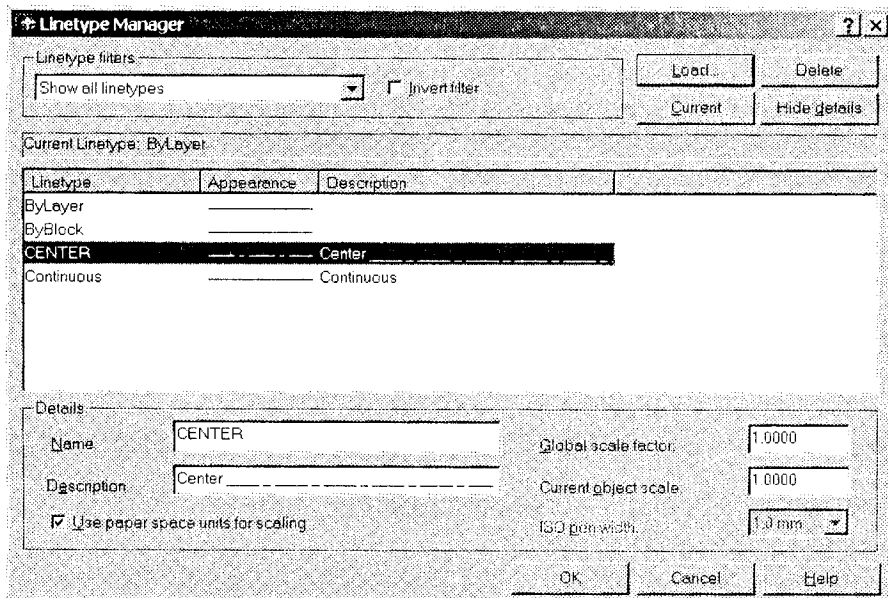 Linetype Manager
Linetype filters
Show all linetypes
Invert filter
Load...
Delete
Current
Hide details
Current Linetype: ByLayer
Linetype Appearance Description
ByLayer
ByBlock
CENTER Center
Continuous Continuous
Details
Name
CENTER
Global scale factor:
1.0000
Description
Center
Current object scale:
1.0000
Use paper space units for scaling
ISO pen width:
1.0 mm
OK Cancel Help